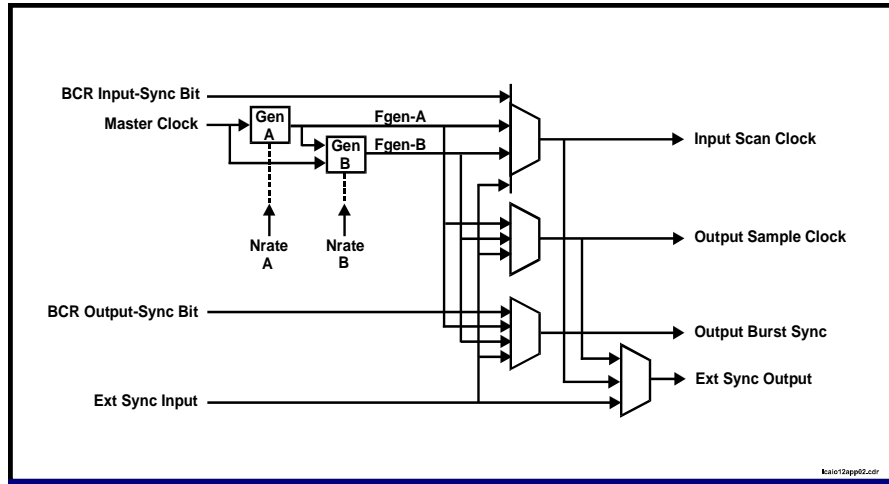 BCR Input-Sync Bit
Master Clock
Gen
A
Fgen-A
Gen
B
Fgen-B
Input Scan Clock
Nrate
A
Nrate
B
Output Sample Clock
BCR Output-Sync Bit
Output Burst Sync
Ext Sync Output
Ext Sync Input
lcaio12app02.cdr